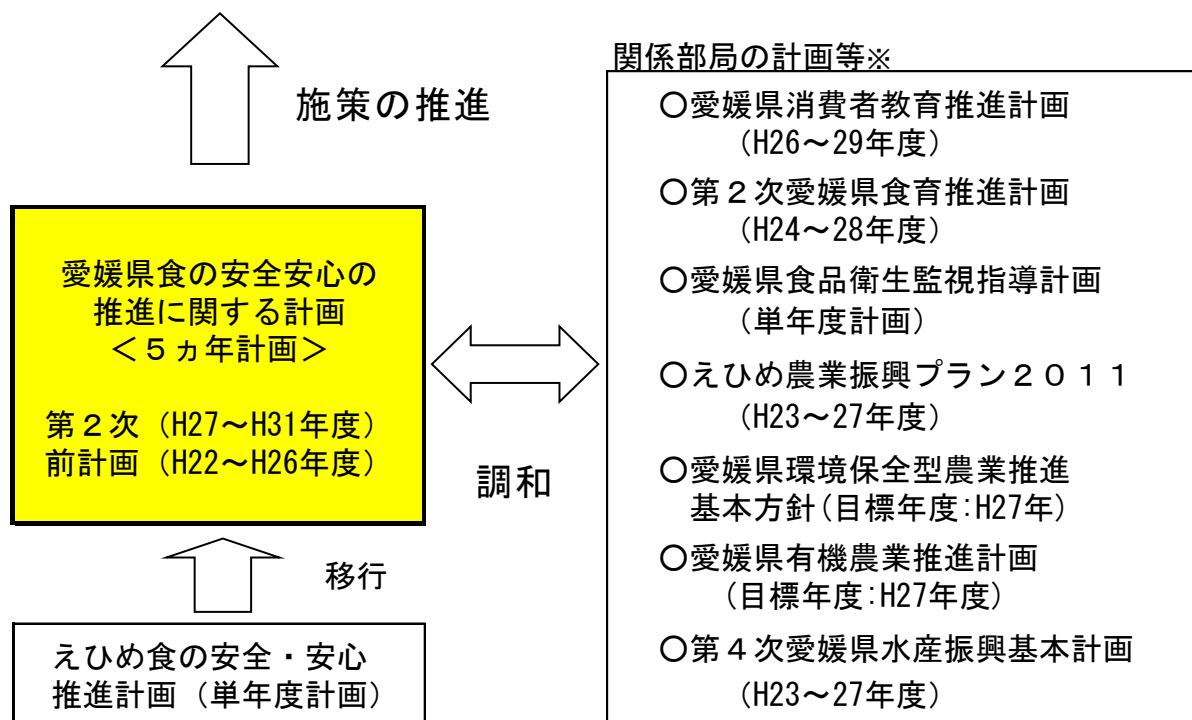 施策の推進
愛媛県食の安全安心の
推進に関する計画
＜５ヵ年計画＞
第２次（H27～H31年度）
前計画（H22～H26年度）
調和
移行
えひめ食の安全・安心
推進計画（単年度計画）
関係部局の計画等※
○愛媛県消費者教育推進計画
（H26～29年度）
○第２次愛媛県食育推進計画
（H24～28年度）
○愛媛県食品衛生監視指導計画
（単年度計画）
○えひめ農業振興プラン２０１１
（H23～27年度）
○愛媛県環境保全型農業推進
基本方針(目標年度:H27年)
○愛媛県有機農業推進計画
(目標年度:H27年度)
○第４次愛媛県水産振興基本計画
（H23～27年度）